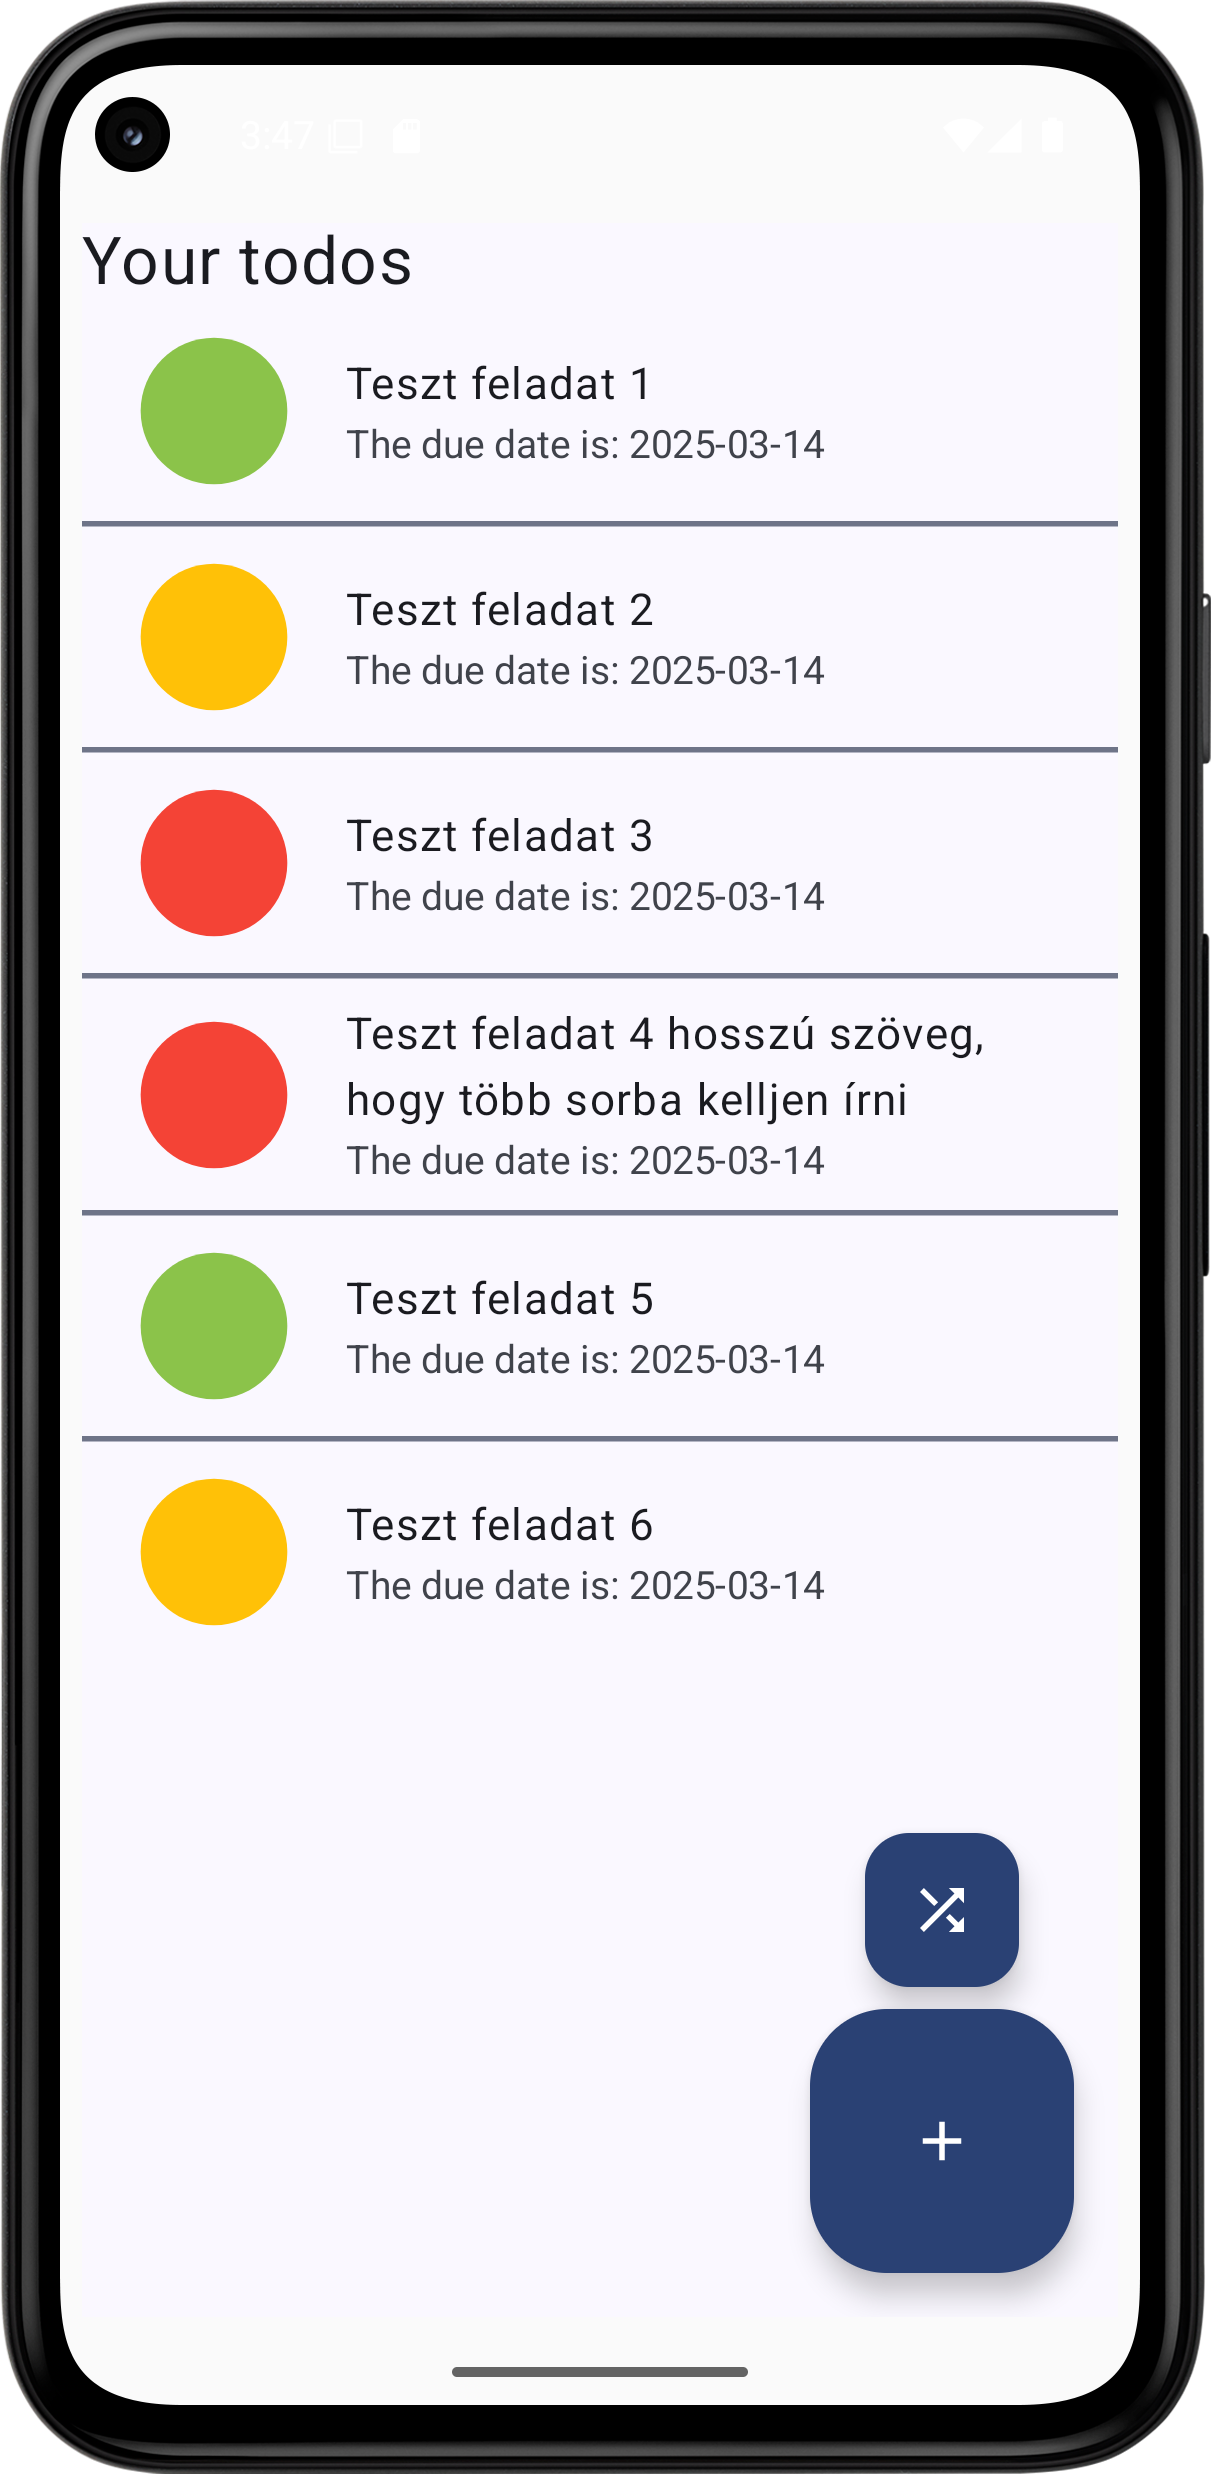 3:47
Your todos
Teszt feladat 1
The due date is: 2025-03-14
Teszt feladat 2
The due date is: 2025-03-14
Teszt feladat 3
The due date is: 2025-03-14
Teszt feladat 4 hosszú szöveg,
hogy több sorba kelljen írni
The due date is: 2025-03-14
Teszt feladat 5
The due date is: 2025-03-14
Teszt feladat 6
The due date is: 2025-03-14